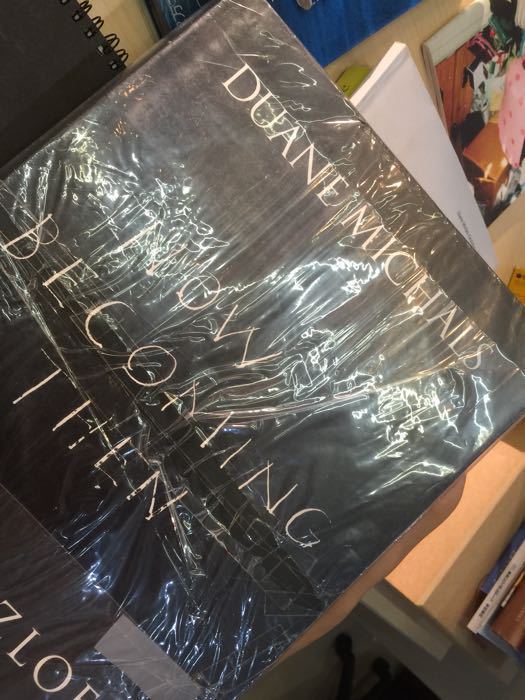 DUANE MICHALS
NOW
BECOMING
THEN